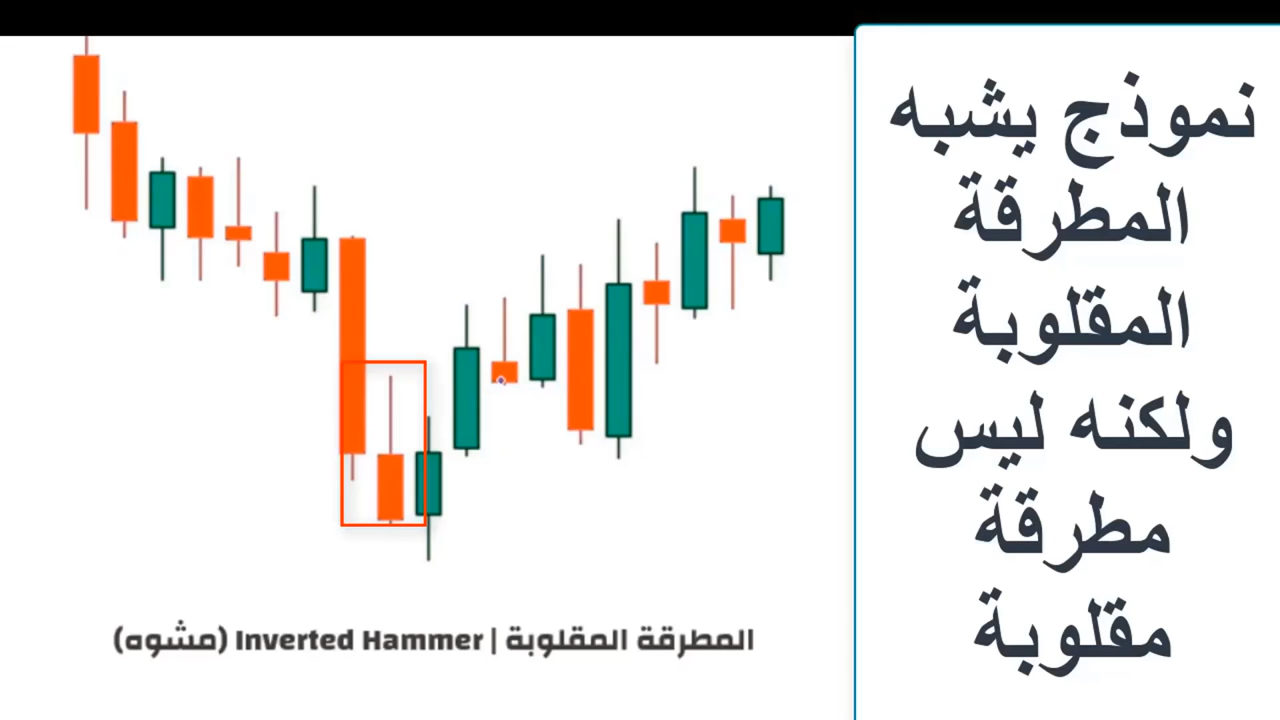 نموذج يشبه
المطرقة
المقلوبة
ولكنه ليس
مطرقة
مقلوبة
المطرقة المقلوبة | Inverted Hammer (مشوه)